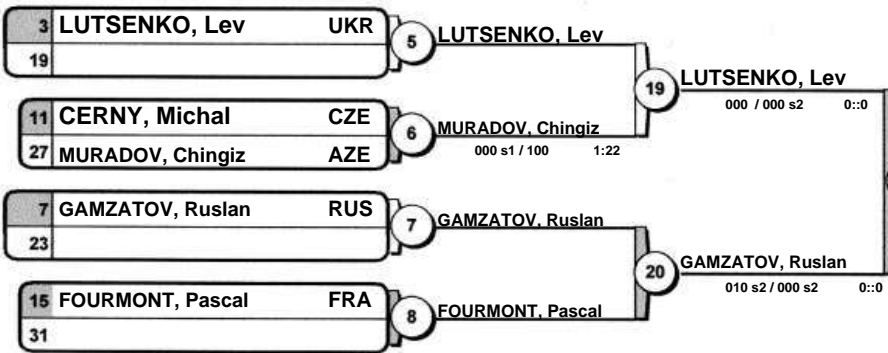 3 LUTSENKO, Lev UKR
19
5 LUTSENKO, Lev
11 CERNY, Michal CZE
27 MURADOV, Chingiz AZE
6 MURADOV, Chingiz
000 s1 / 100 1:22
19 LUTSENKO, Lev
000 / 000 s2 0::0
7 GAMZATOV, Ruslan RUS
23
7 GAMZATOV, Ruslan
15 FOURMONT, Pascal FRA
31
8 FOURMONT, Pascal
20 GAMZATOV, Ruslan
010 s2 / 000 s2 0::0